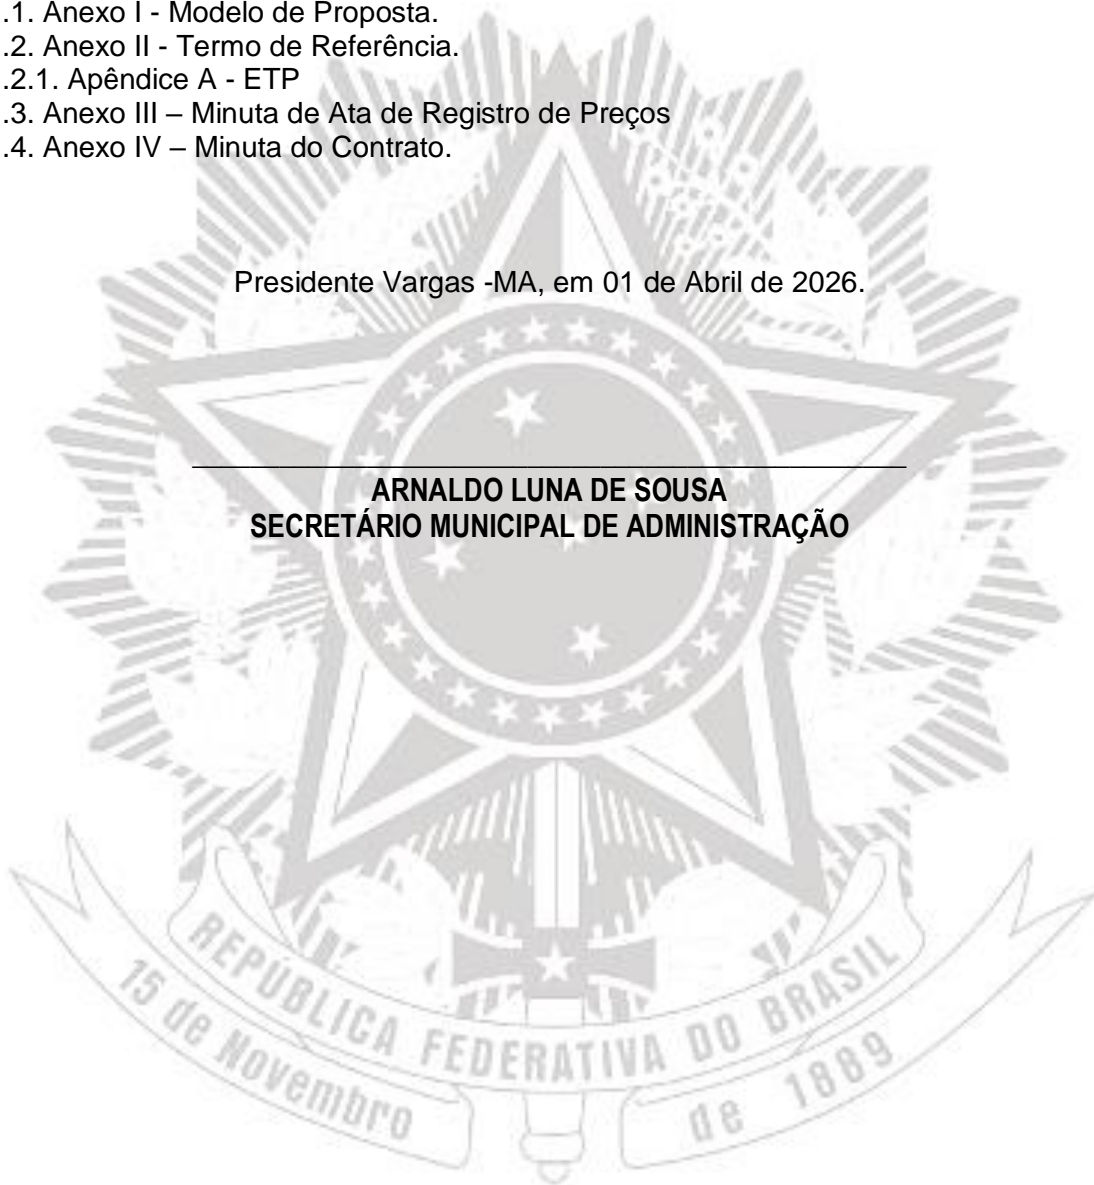 .1. Anexo I - Modelo de Proposta.
.2. Anexo II - Termo de Referência.
.2.1. Apêndice A - ETP
.3. Anexo III – Minuta de Ata de Registro de Preços
.4. Anexo IV – Minuta do Contrato.
Presidente Vargas -MA, em 01 de Abril de 2026.
ARNALDO LUNA DE SOUSA
SECRETÁRIO MUNICIPAL DE ADMINISTRAÇÃO
REPÚBLICA FEDERATIVA DO BRASIL
15 de Novembro de 1889